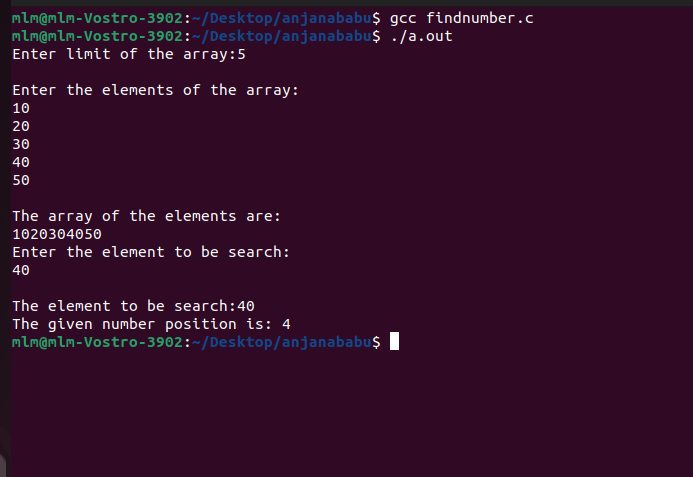 mlm@mlm-Vostro-3902:~/Desktop/anjanababu$ gcc findnumber.c
mlm@mlm-Vostro-3902:~/Desktop/anjanababu$ ./a.out
Enter limit of the array:5
Enter the elements of the array:
10
20
30
40
50
The array of the elements are:
1020304050
Enter the element to be search:
40
The element to be search:40
The given number position is: 4
mlm@mlm-Vostro-3902:~/Desktop/anjanababu$